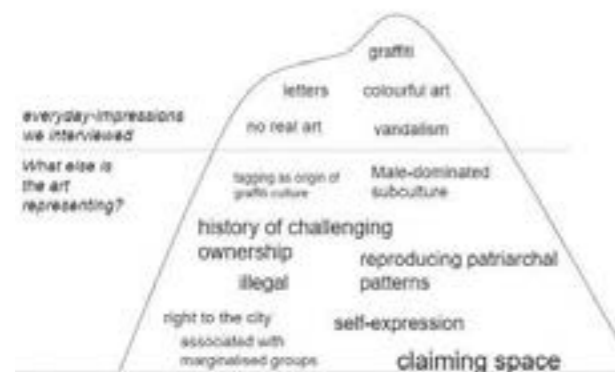 graffiti
letters
colourful art
everyday-impressions
we interviewed
no real art
vandalism
What else is
the art
representing?
tagging as origin of
graffiti culture
Male-dominated
subculture
history of challenging
ownership
reproducing patriarchal
patterns
illegal
right to the city
self-expression
associated with
marginalised groups
claiming space